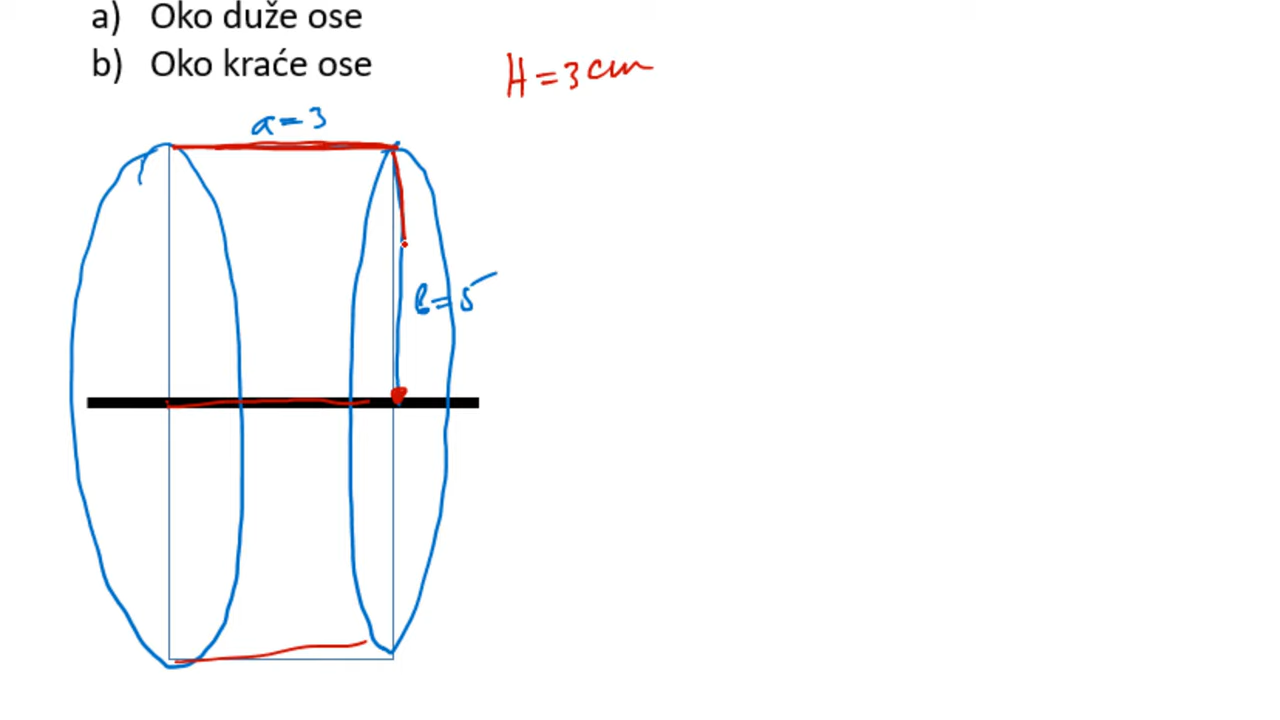 a) Oko duže ose
b) Oko kraće ose
H = 3 cm
a = 3
b = 5